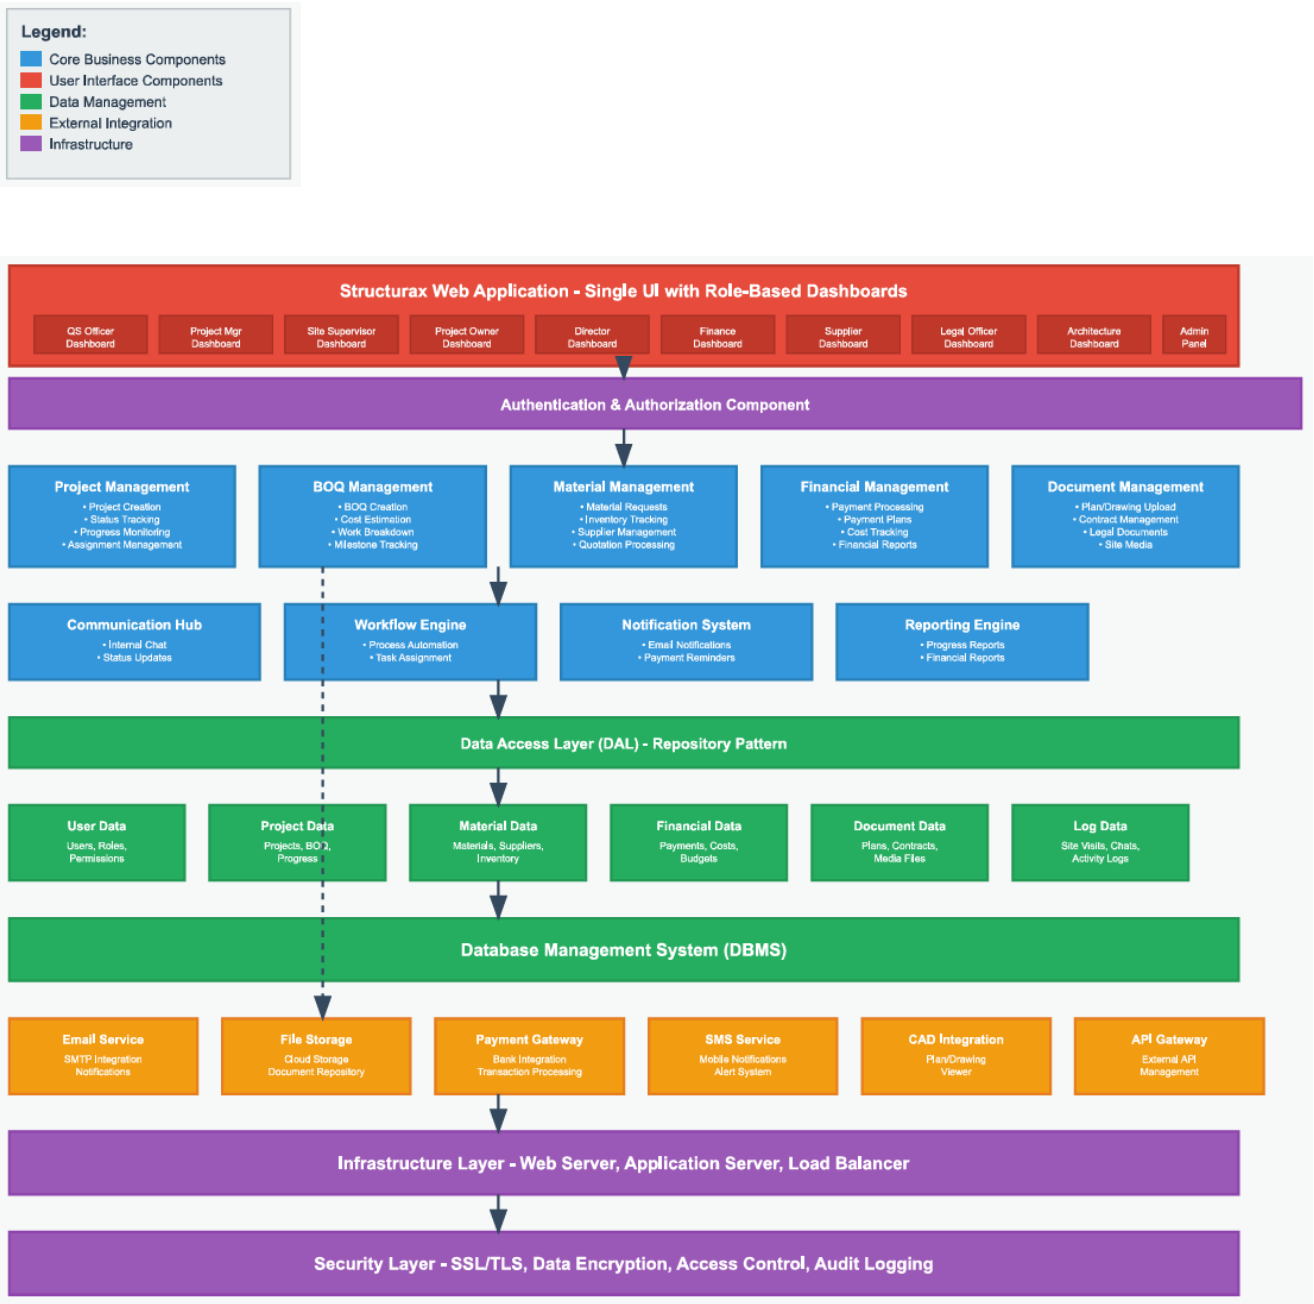 Legend:
Core Business Components
User Interface Components
Data Management
External Integration
Infrastructure
Structurax Web Application - Single UI with Role-Based Dashboards
QS Officer
Dashboard
Project Mgr
Dashboard
Site Supervisor
Dashboard
Project Owner
Dashboard
Director
Dashboard
Finance
Dashboard
Supplier
Dashboard
Legal Officer
Dashboard
Architecture
Dashboard
Admin
Panel
Authentication & Authorization Component
Project Management
• Project Creation
• Status Tracking
• Progress Monitoring
• Assignment Management
BOQ Management
• BOQ Creation
• Cost Estimation
• Work Breakdown
• Milestone Tracking
Material Management
• Material Requests
• Inventory Tracking
• Supplier Management
• Quotation Processing
Financial Management
• Payment Processing
• Payment Plans
• Cost Tracking
• Financial Reports
Document Management
• Plan/Drawing Upload
• Contract Management
• Legal Documents
• Site Media
Communication Hub
• Internal Chat
• Status Updates
Workflow Engine
• Process Automation
• Task Assignment
Notification System
• Email Notifications
• Payment Reminders
Reporting Engine
• Progress Reports
• Financial Reports
Data Access Layer (DAL) - Repository Pattern
User Data
Users, Roles,
Permissions
Project Data
Projects, BOQ,
Progress
Material Data
Materials, Suppliers,
Inventory
Financial Data
Payments, Costs,
Budgets
Document Data
Plans, Contracts,
Media Files
Log Data
Site Visits, Chats,
Activity Logs
Database Management System (DBMS)
Email Service
SMTP Integration
Notifications
File Storage
Cloud Storage
Document Repository
Payment Gateway
Bank Integration
Transaction Processing
SMS Service
Mobile Notifications
Alert System
CAD Integration
Plan/Drawing
Viewer
API Gateway
External API
Management
Infrastructure Layer - Web Server, Application Server, Load Balancer
Security Layer - SSL/TLS, Data Encryption, Access Control, Audit Logging